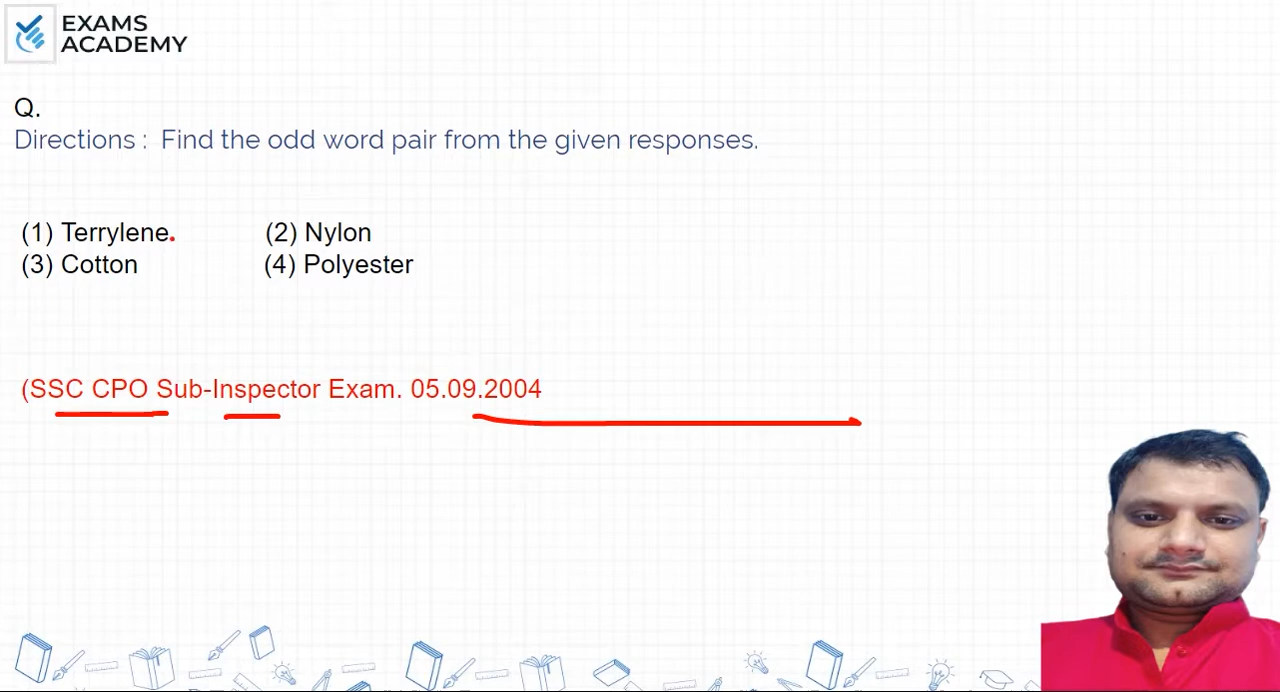 EXAMS
ACADEMY
Q.
Directions : Find the odd word pair from the given responses.
(1) Terrylene. (2) Nylon
(3) Cotton (4) Polyester
(SSC CPO Sub-Inspector Exam. 05.09.2004